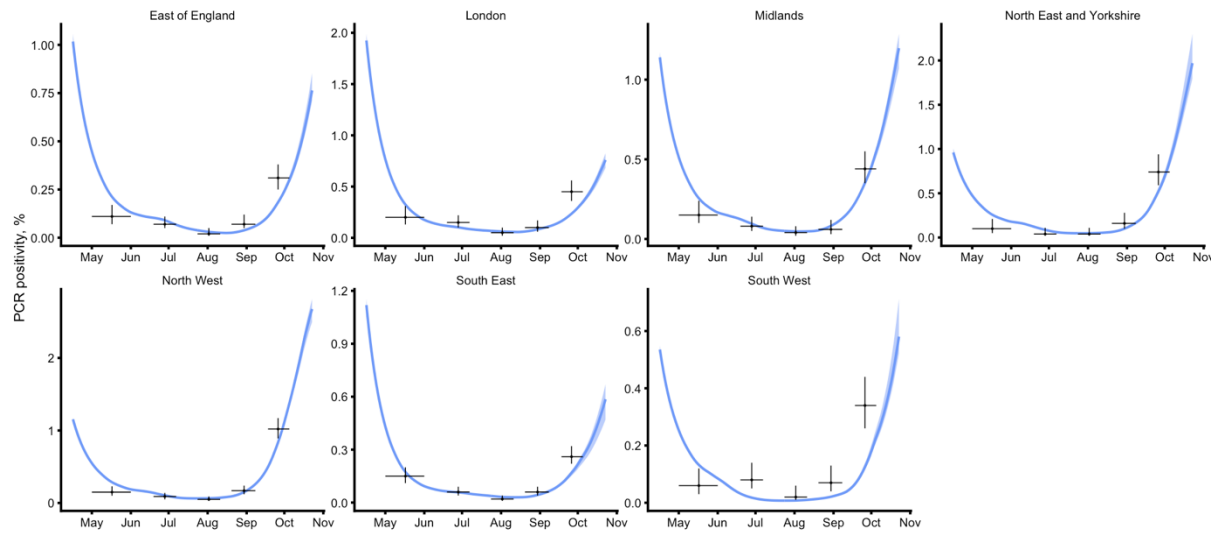 East of England
London
Midlands
North East and Yorkshire
PCR positivity, %
1.00
0.75
0.50
0.25
0.00
May Jun Jul Aug Sep Oct Nov
2.0
1.5
1.0
0.5
0.0
May Jun Jul Aug Sep Oct Nov
1.0
0.5
0.0
May Jun Jul Aug Sep Oct Nov
2.0
1.5
1.0
0.5
0.0
May Jun Jul Aug Sep Oct Nov
North West
South East
South West
2
1
0
May Jun Jul Aug Sep Oct Nov
1.2
0.9
0.6
0.3
0.0
May Jun Jul Aug Sep Oct Nov
0.6
0.4
0.2
0.0
May Jun Jul Aug Sep Oct Nov